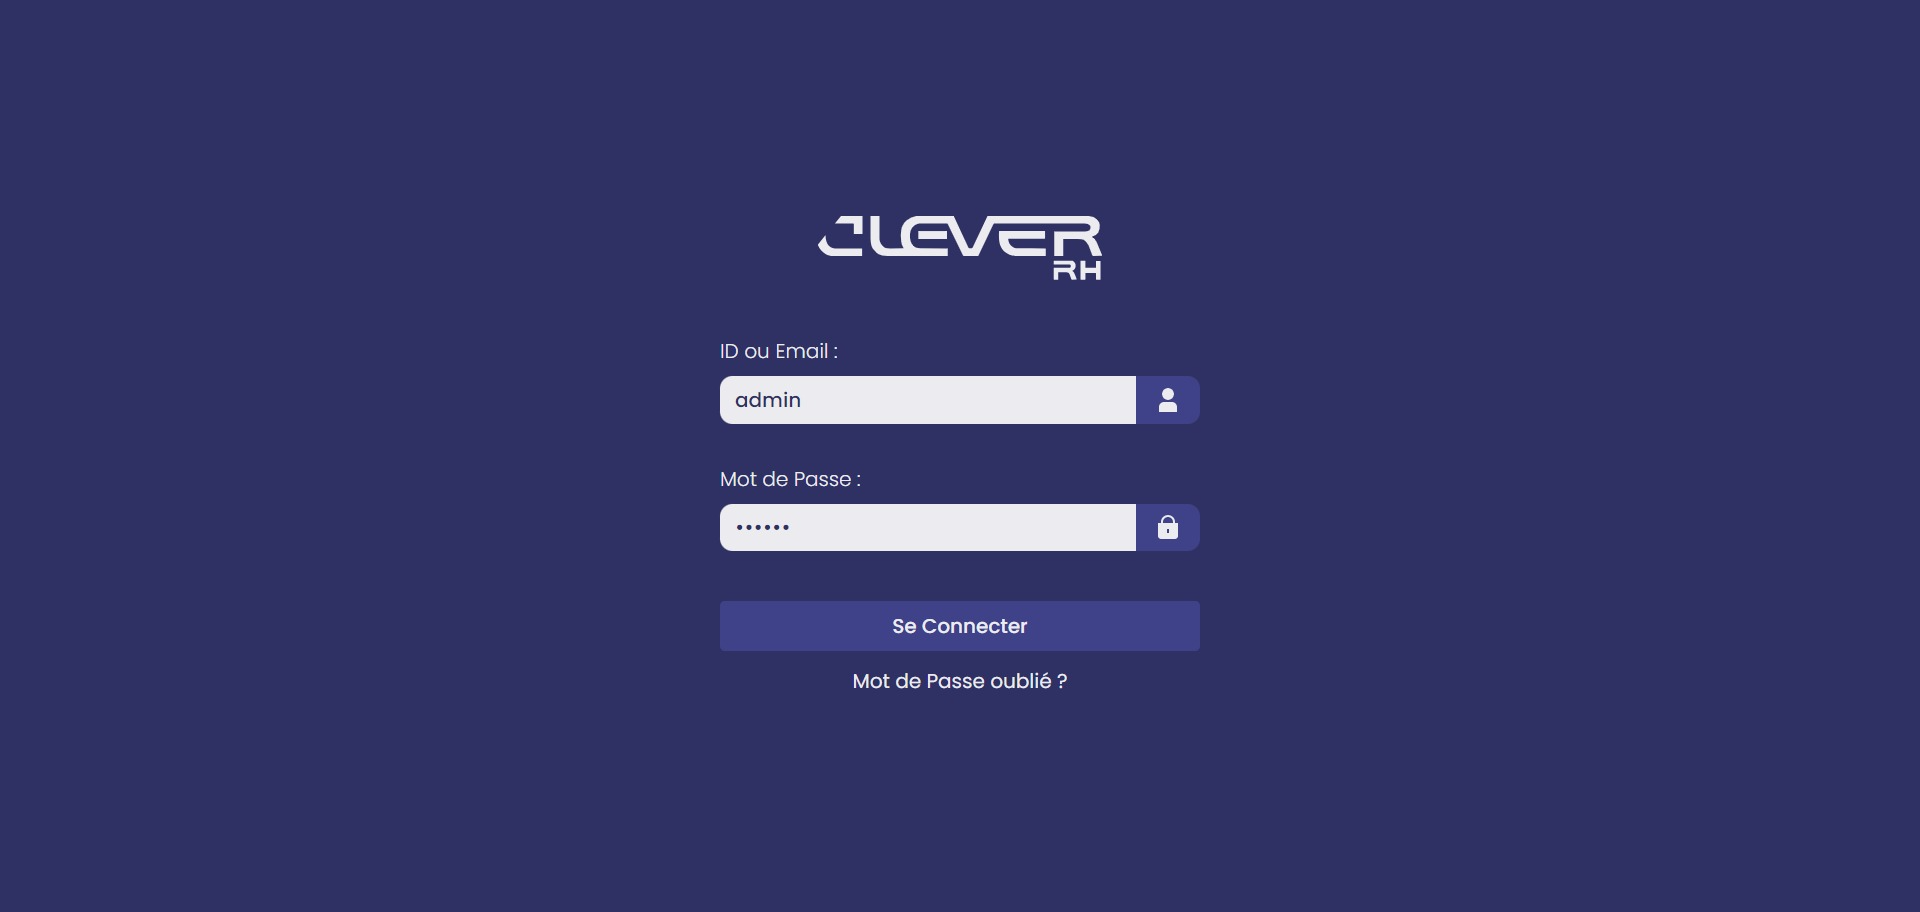 CLEVER
RH
ID ou Email :
admin
Mot de Passe :
••••••
Se Connecter
Mot de Passe oublié ?